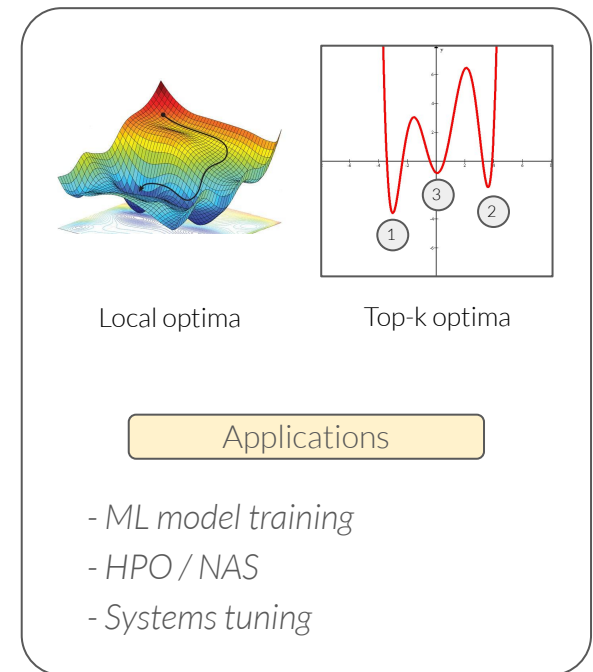 1
3
2
Local optima
Top-k optima
Applications
- ML model training
- HPO / NAS
- Systems tuning